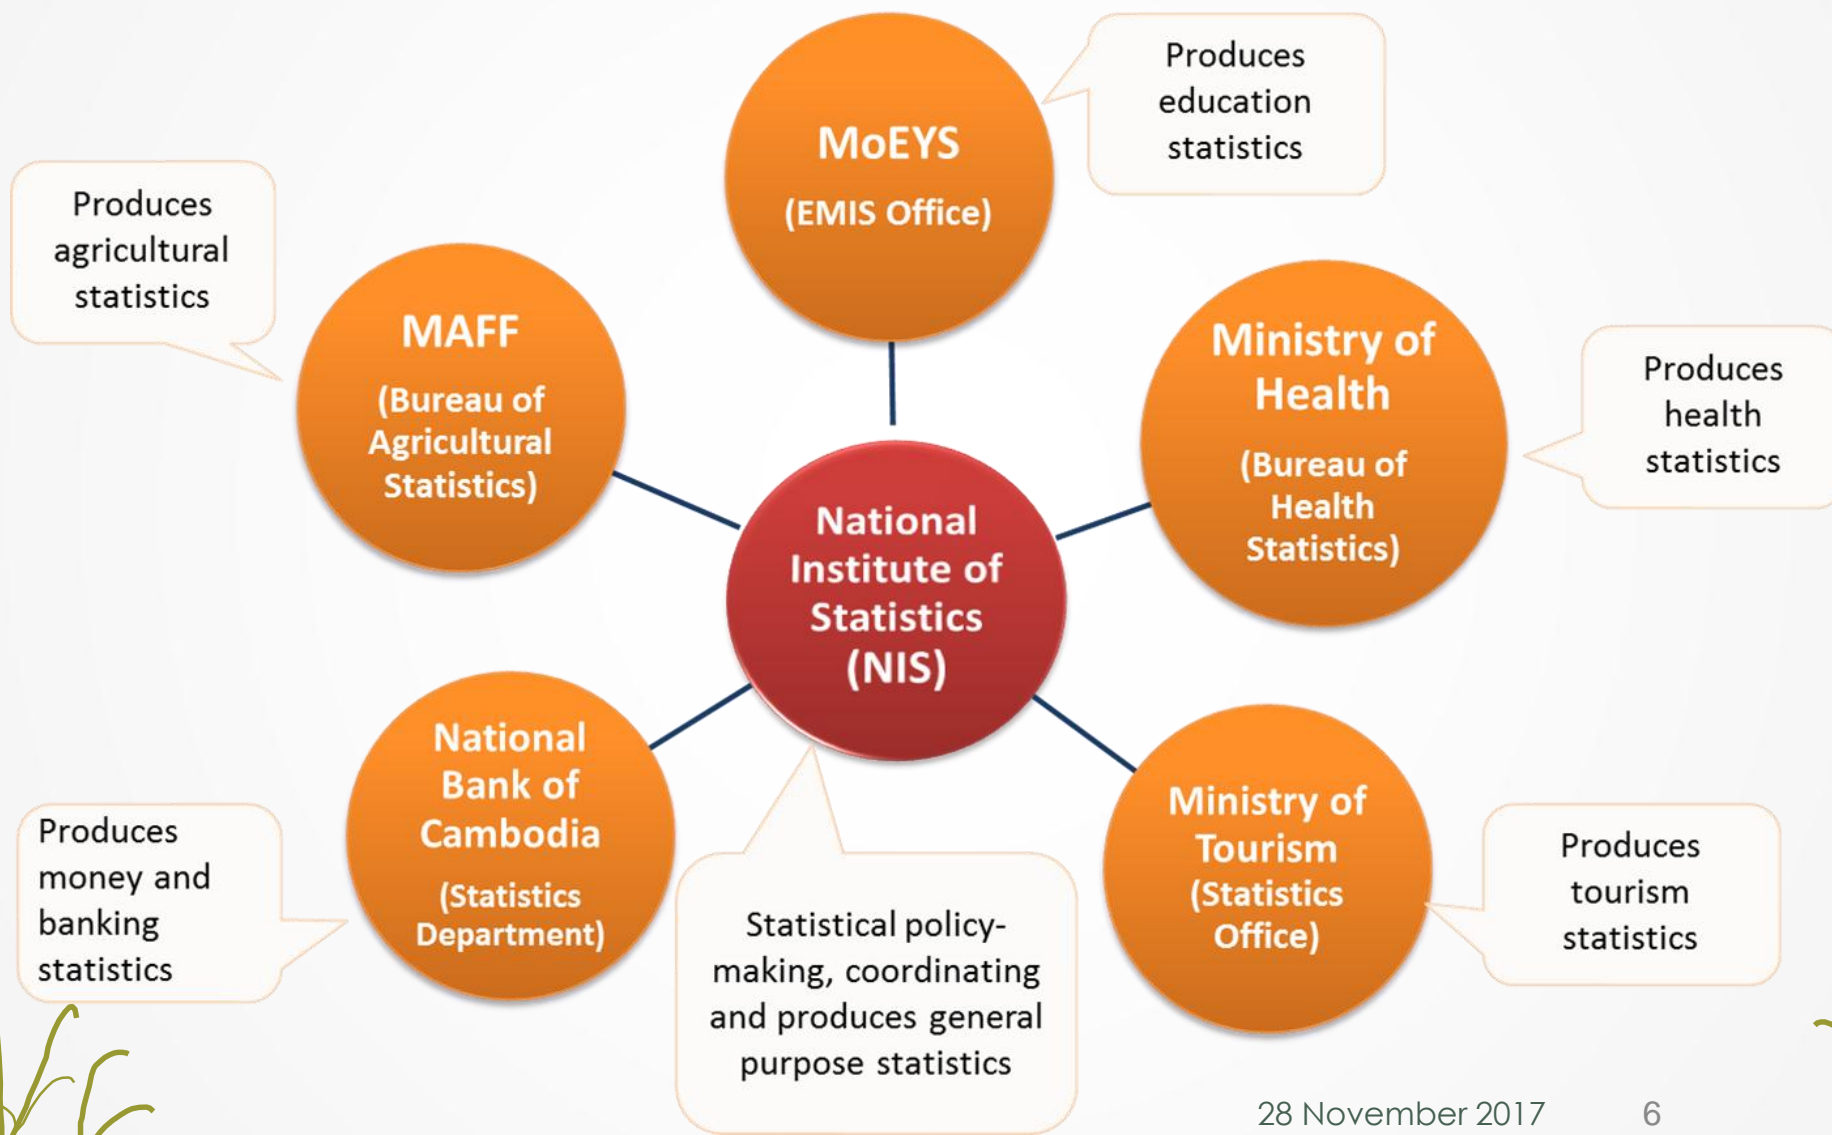 Produces
education
statistics
MoEYS
(EMIS Office)
Produces
agricultural
statistics
MAFF
(Bureau of
Agricultural
Statistics)
Ministry of
Health
(Bureau of
Health
Statistics)
Produces
health
statistics
National
Institute of
Statistics
(NIS)
National
Bank of
Cambodia
(Statistics
Department)
Produces
money and
banking
statistics
Statistical policy-
making, coordinating
and produces general
purpose statistics
Ministry of
Tourism
(Statistics
Office)
Produces
tourism
statistics
28 November 2017
6